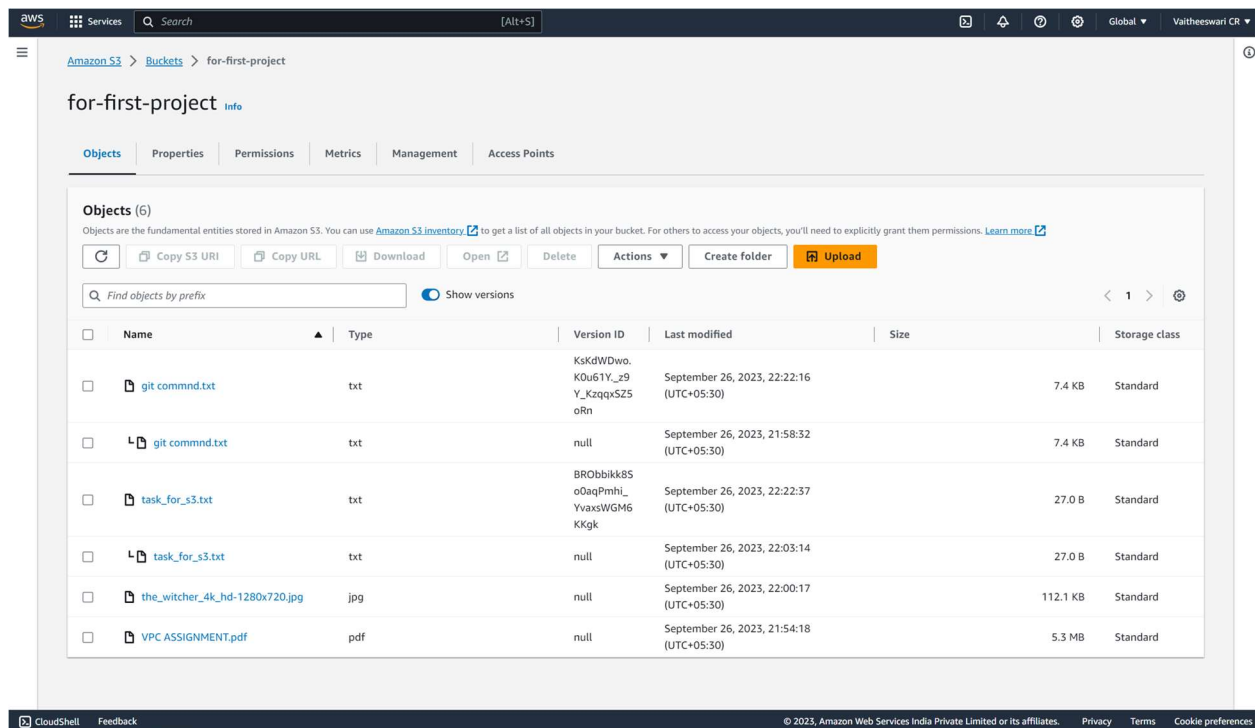 aws Services Search [Alt+S] Global Vaitheeswari CR
Amazon S3 > Buckets > for-first-project
for-first-project Info
Objects Properties Permissions Metrics Management Access Points
Objects (6)
Objects are the fundamental entities stored in Amazon S3. You can use Amazon S3 inventory to get a list of all objects in your bucket. For others to access your objects, you'll need to explicitly grant them permissions. Learn more
Copy S3 URI Copy URL Download Open Delete Actions Create folder Upload
Find objects by prefix Show versions < 1 >
Name Type Version ID Last modified Size Storage class
git commnd.txt txt KsKdWDwo.
K0u61Y._z9
Y_KzqqxSZ5
oRn September 26, 2023, 22:22:16
(UTC+05:30) 7.4 KB Standard
git commnd.txt txt null September 26, 2023, 21:58:32
(UTC+05:30) 7.4 KB Standard
task_for_s3.txt txt BRObbikk8S
o0aqPmhi_
YvaxsWGM6
KKgk September 26, 2023, 22:22:37
(UTC+05:30) 27.0 B Standard
task_for_s3.txt txt null September 26, 2023, 22:03:14
(UTC+05:30) 27.0 B Standard
the_witcher_4k_hd-1280x720.jpg jpg null September 26, 2023, 22:00:17
(UTC+05:30) 112.1 KB Standard
VPC ASSIGNMENT.pdf pdf null September 26, 2023, 21:54:18
(UTC+05:30) 5.3 MB Standard
CloudShell Feedback © 2023, Amazon Web Services India Private Limited or its affiliates. Privacy Terms Cookie preferences